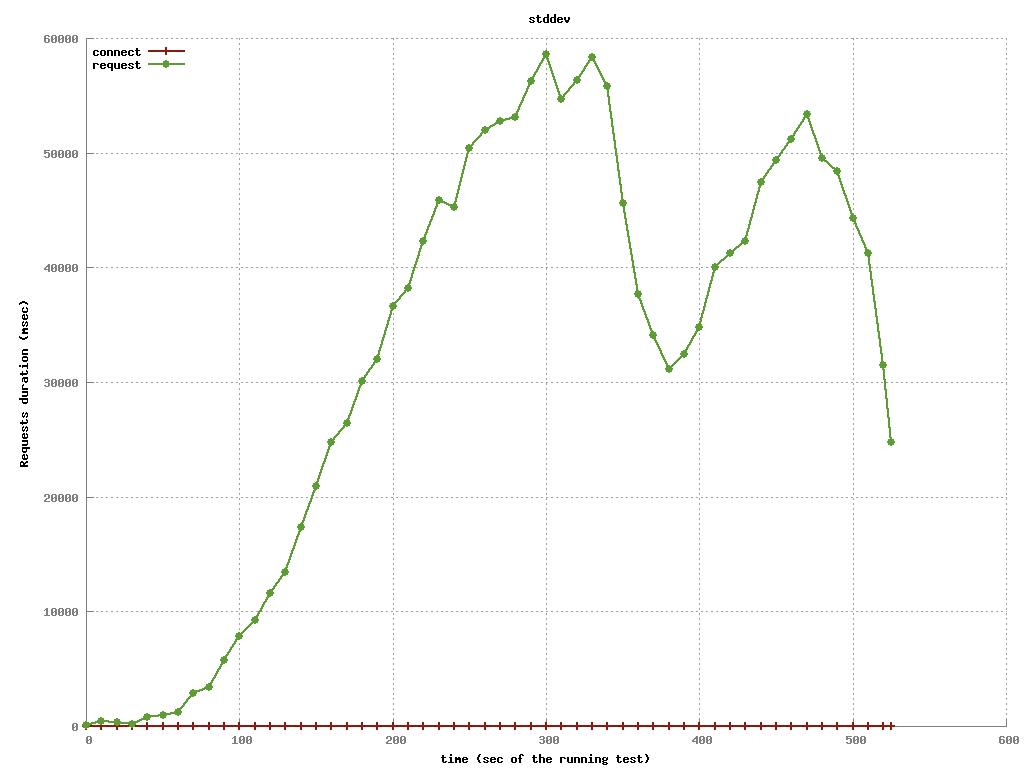 stddev
60000
connect
request
50000
40000
Requests duration (msec)
30000
20000
10000
0
0 100 200 300 400 500 600
time (sec of the running test)